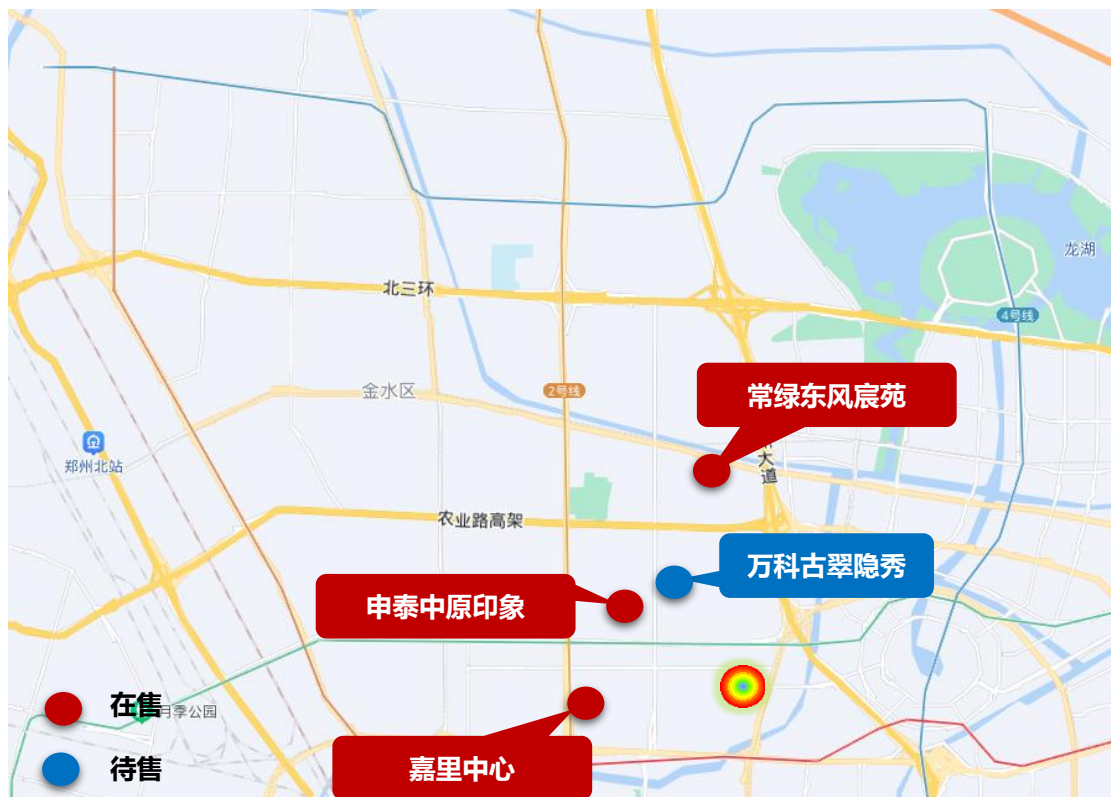 龙湖
北三环
4号线
金水区
2号线
常绿东风宸苑
郑州北站
大道
农业路高架
万科古翠隐秀
申泰中原印象
在售
月季公园
待售
嘉里中心